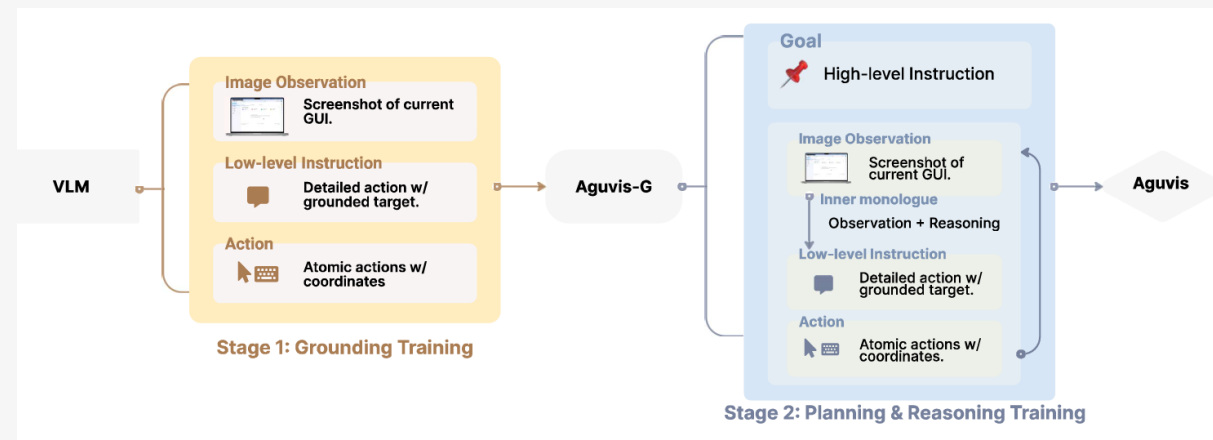 VLM
Image Observation
Screenshot of current
GUI.
Low-level Instruction
Detailed action w/
grounded target.
Action
Atomic actions w/
coordinates
Stage 1: Grounding Training
Aguvis-G
Goal
High-level Instruction
Image Observation
Screenshot of
current GUI.
Inner monologue
Observation + Reasoning
Low-level Instruction
Detailed action w/
grounded target.
Action
Atomic actions w/
coordinates.
Stage 2: Planning & Reasoning Training
Aguvis